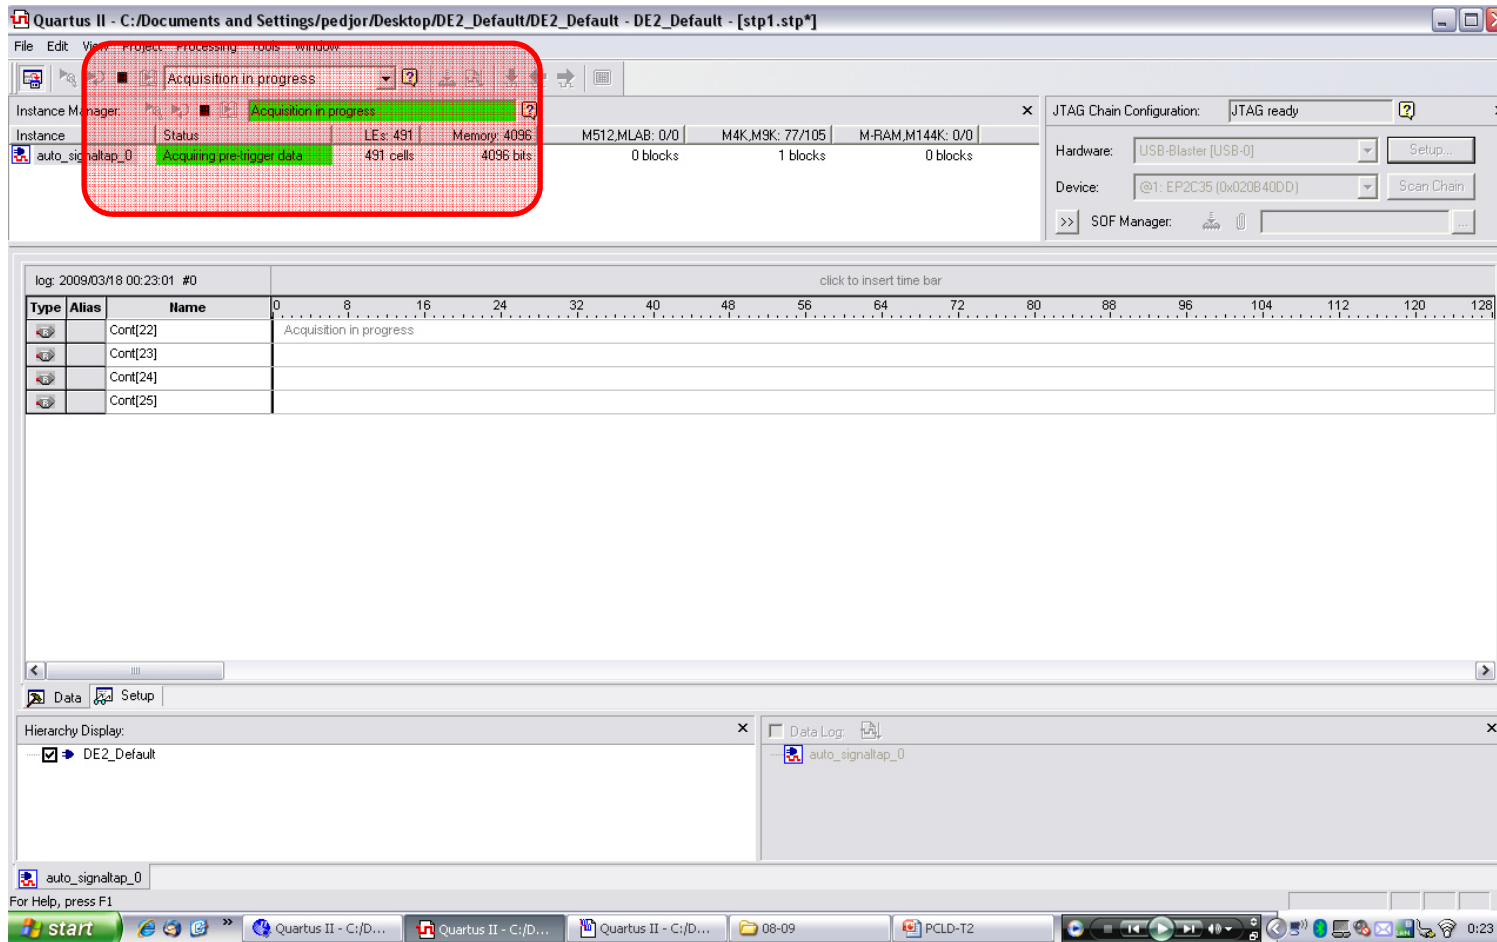 Quartus II - C:/Documents and Settings/pedjor/Desktop/DE2_Default/DE2_Default - DE2_Default - [stp1.stp*]
File Edit View Project Processing Tools Window
Acquisition in progress
Instance Manager: Acquisition in progress
JTAG Chain Configuration: JTAG ready
Instance Status LEs: 491 Memory: 4096 M512,MLAB: 0/0 M4K,M9K: 77/105 M-RAM,M144K: 0/0
auto_signaltap_0 Acquiring pre-trigger data 491 cells 4096 bits 0 blocks 1 blocks 0 blocks
Hardware: USB-Blaster [USB-0] Setup...
Device: @1: EP2C35 (0x020B40DD) Scan Chain
>> SOF Manager: ...
log: 2009/03/18 00:23:01 #0 click to insert time bar
Type Alias Name 0 8 16 24 32 40 48 56 64 72 80 88 96 104 112 120 128
Cont[22] Acquisition in progress
Cont[23]
Cont[24]
Cont[25]
Data Setup
Hierarchy Display:
DE2_Default
Data Log:
auto_signaltap_0
auto_signaltap_0
For Help, press F1
start Quartus II - C:/D... Quartus II - C:/D... Quartus II - C:/D... 08-09 PCLD-T2 0:23